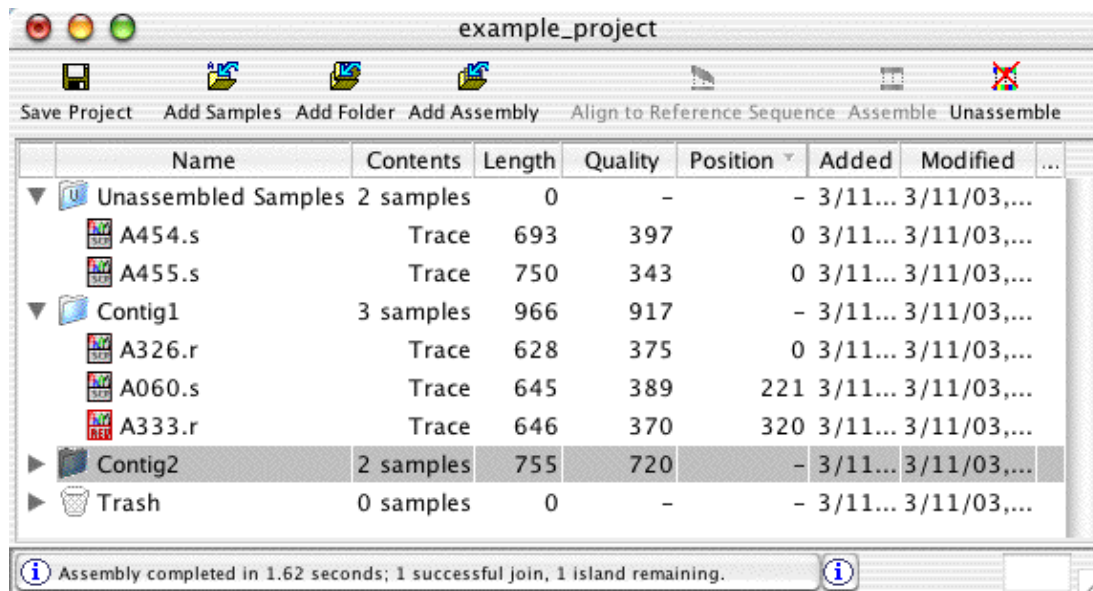 example_project
Save Project Add Samples Add Folder Add Assembly Align to Reference Sequence Assemble Unassemble
Name Contents Length Quality Position Added Modified ...
Unassembled Samples 2 samples 0 – – 3/11... 3/11/03,...
A454.s Trace 693 397 0 3/11... 3/11/03,...
A455.s Trace 750 343 0 3/11... 3/11/03,...
Contig1 3 samples 966 917 – 3/11... 3/11/03,...
A326.r Trace 628 375 0 3/11... 3/11/03,...
A060.s Trace 645 389 221 3/11... 3/11/03,...
A333.r Trace 646 370 320 3/11... 3/11/03,...
Contig2 2 samples 755 720 – 3/11... 3/11/03,...
Trash 0 samples 0 – – 3/11... 3/11/03,...
Assembly completed in 1.62 seconds; 1 successful join, 1 island remaining.